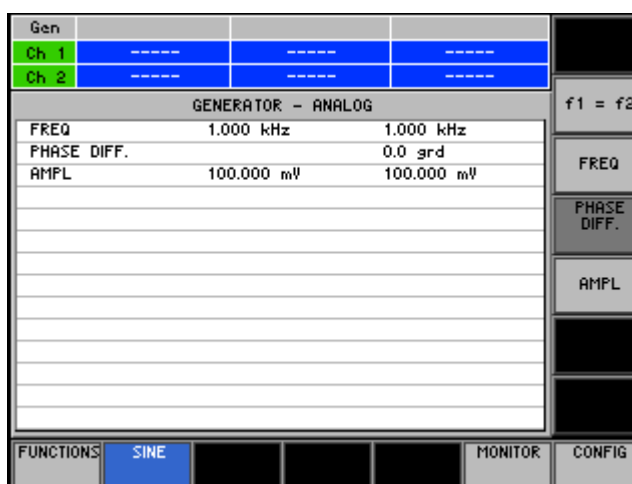 Gen
Ch 1 ----- ----- -----
Ch 2 ----- ----- -----
GENERATOR - ANALOG
FREQ 1.000 kHz 1.000 kHz
PHASE DIFF. 0.0 grd
AMPL 100.000 mV 100.000 mV
f1 = f2
FREQ
PHASE
DIFF.
AMPL
FUNCTIONS SINE MONITOR CONFIG